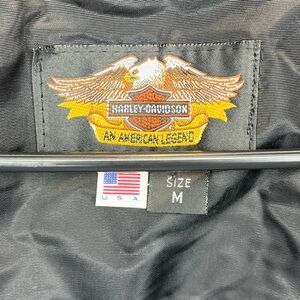 HARLEY-DAVIDSON
AN AMERICAN LEGEND
U.S.A
SIZE
M